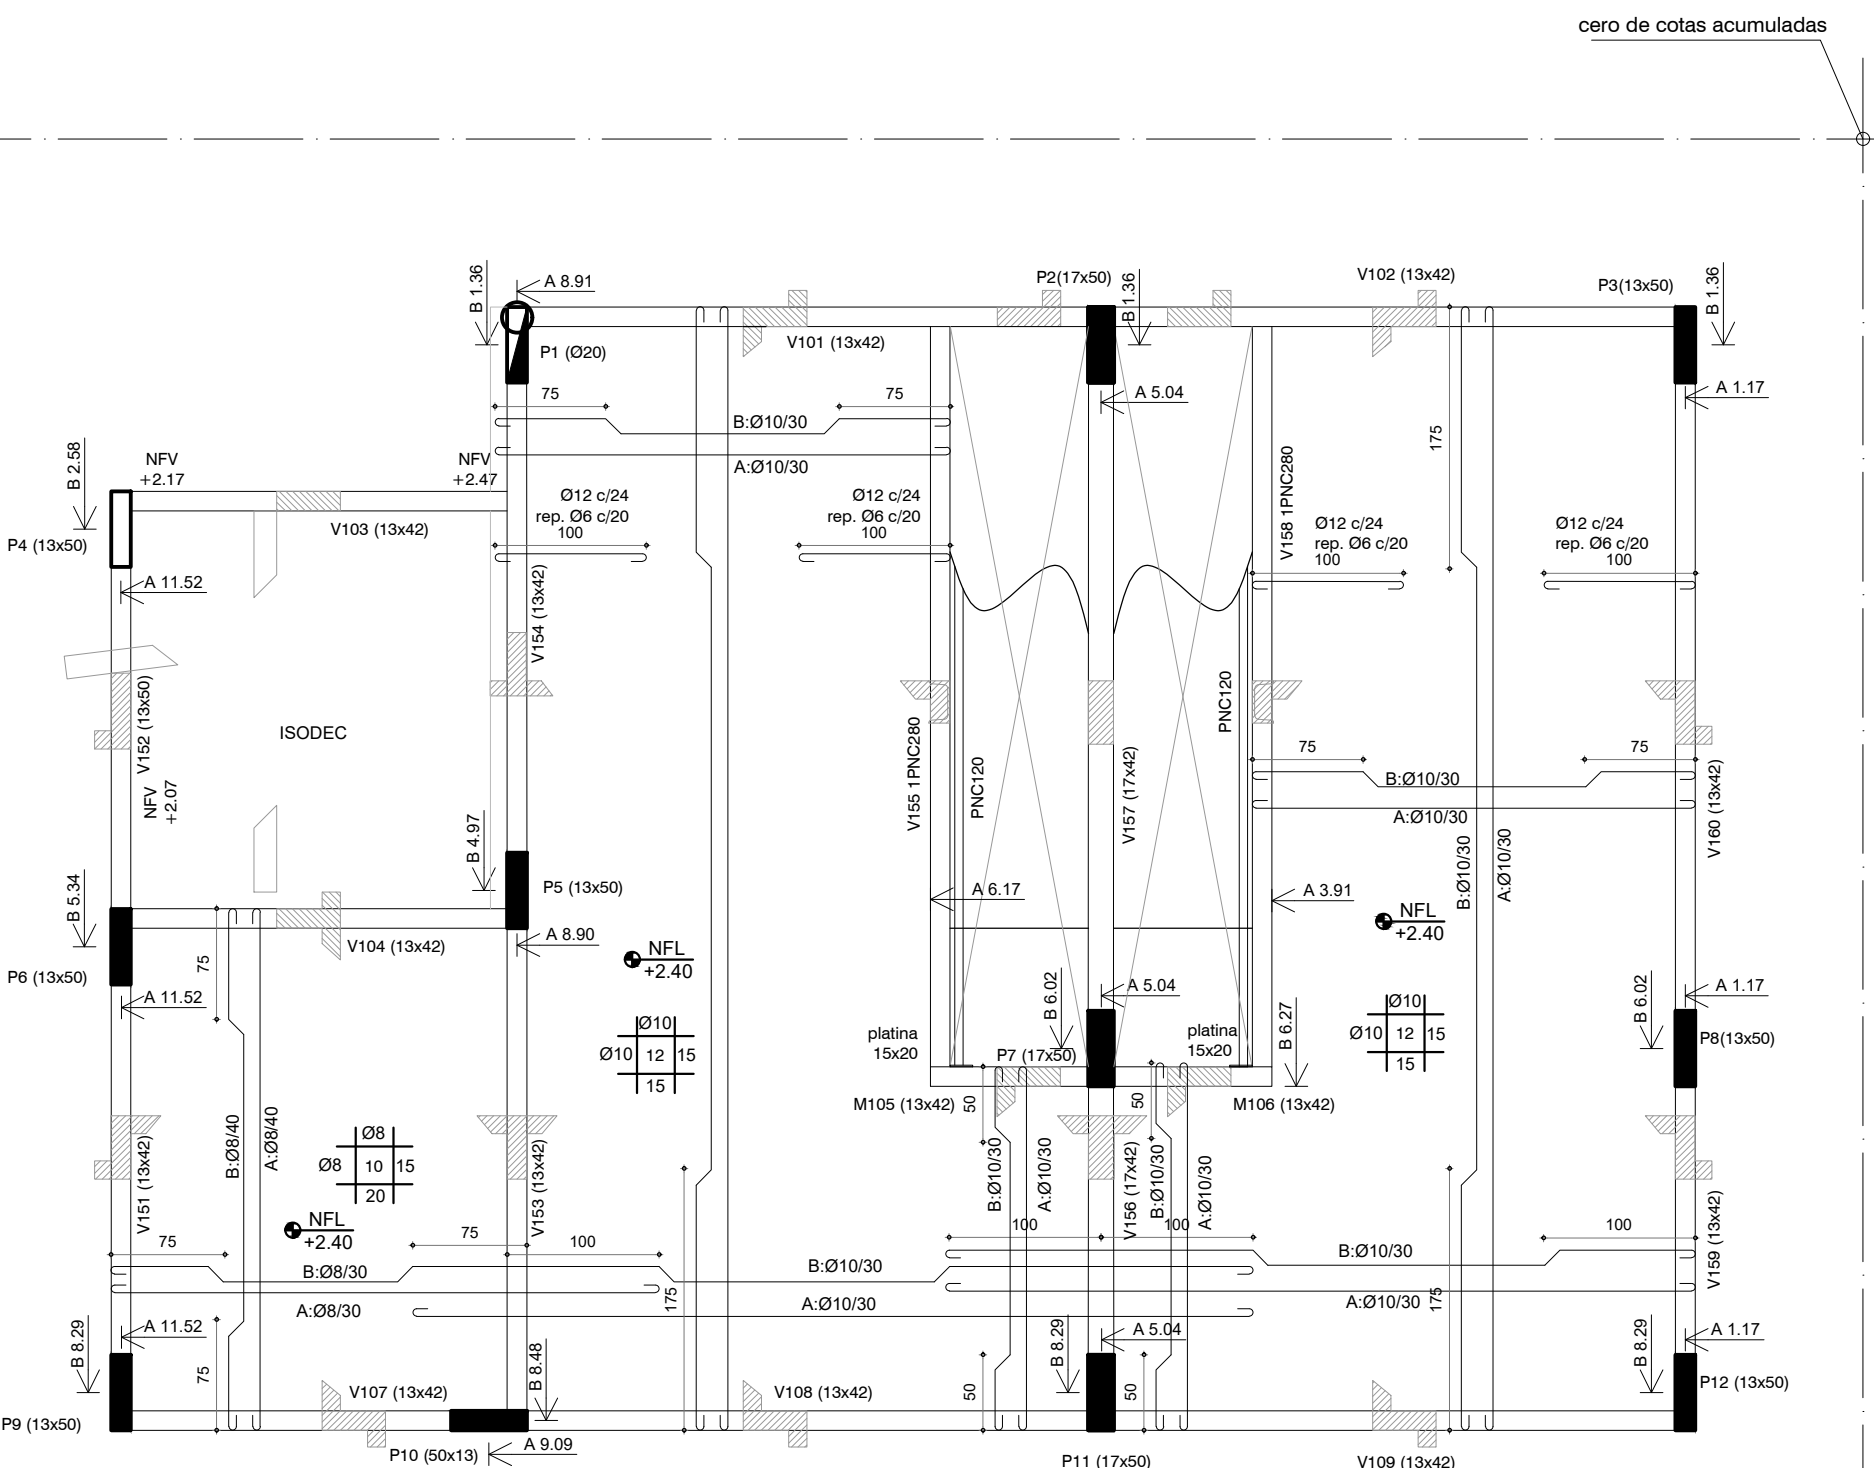 cero de cotas acumuladas
B 1.36
A 8.91
P2(17x50)
B 1.36
V102 (13x42)
P3(13x50)
B 1.36
P1 (Ø20)
V101 (13x42)
A 5.04
A 1.17
75
75
B:Ø10/30
A:Ø10/30
175
B 2.58
NFV
+2.17
NFV
+2.47
P4 (13x50)
V103 (13x42)
Ø12 c/24
rep. Ø6 c/20
100
Ø12 c/24
rep. Ø6 c/20
100
V158 1PNC280
Ø12 c/24
rep. Ø6 c/20
100
Ø12 c/24
rep. Ø6 c/20
100
A 11.52
V154 (13x42)
V152 (13x50)
NFV
+2.07
ISODEC
V155 1PNC280
PNC120
V157 (17x42)
PNC120
75
75
B:Ø10/30
A:Ø10/30
V160 (13x42)
B:Ø10/30
A:Ø10/30
B 5.34
B 4.97
P5 (13x50)
A 6.17
A 3.91
NFL
+2.40
V104 (13x42)
A 8.90
NFL
+2.40
P6 (13x50)
75
A 11.52
B 6.02
A 5.04
B 6.27
B 6.02
A 1.17
Ø10
Ø10 12 15
15
platina
15x20
P7 (17x50)
platina
15x20
Ø10
Ø10 12 15
15
P8(13x50)
M105 (13x42)
50
50
M106 (13x42)
V151 (13x42)
B:Ø8/40
A:Ø8/40
Ø8
Ø8 10 15
20
V153 (13x42)
B:Ø10/30
A:Ø10/30
V156 (17x42)
B:Ø10/30
A:Ø10/30
V159 (13x42)
NFL
+2.40
75
75
100
100
100
100
B:Ø8/30
B:Ø10/30
B:Ø10/30
A:Ø8/30
175
A:Ø10/30
A:Ø10/30
175
B 8.29
A 11.52
75
B 8.48
B 8.29
A 5.04
B 8.29
A 1.17
V107 (13x42)
V108 (13x42)
50
50
P12 (13x50)
P9 (13x50)
P10 (50x13)
A 9.09
P11 (17x50)
V109 (13x42)